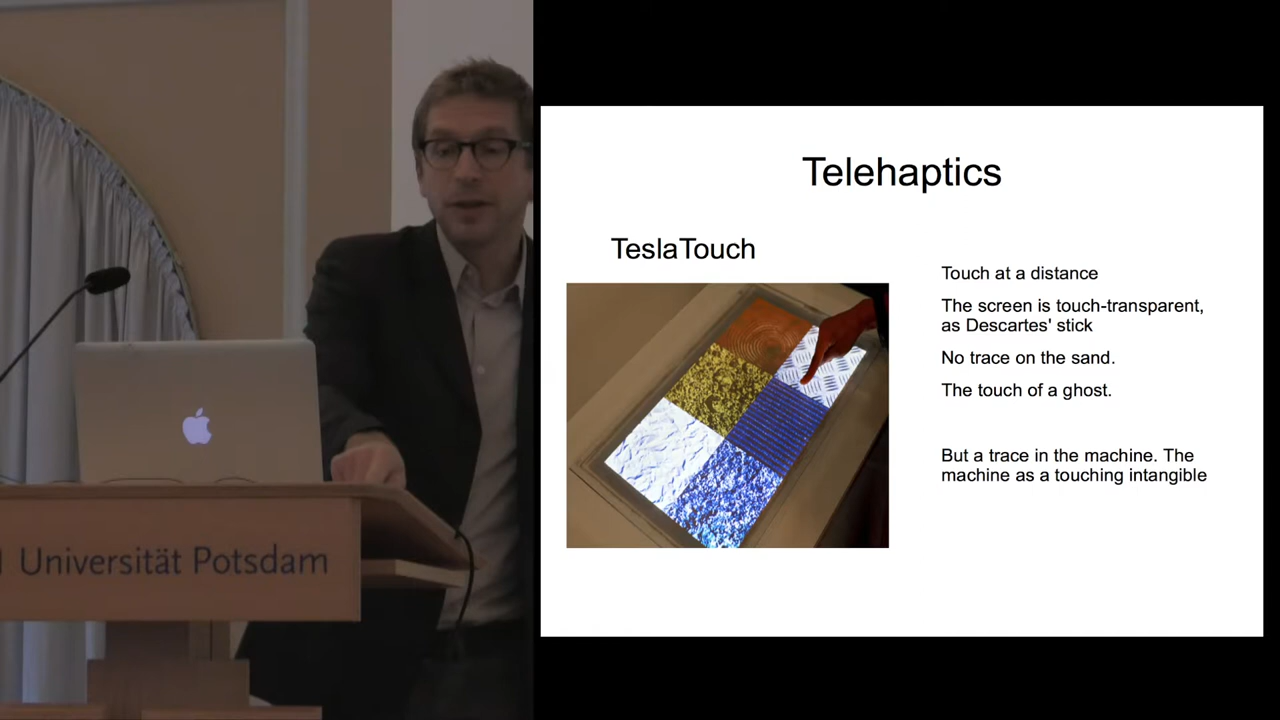 Universität Potsdam
Telehaptics
TeslaTouch
Touch at a distance
The screen is touch-transparent,
as Descartes' stick
No trace on the sand.
The touch of a ghost.
But a trace in the machine. The
machine as a touching intangible